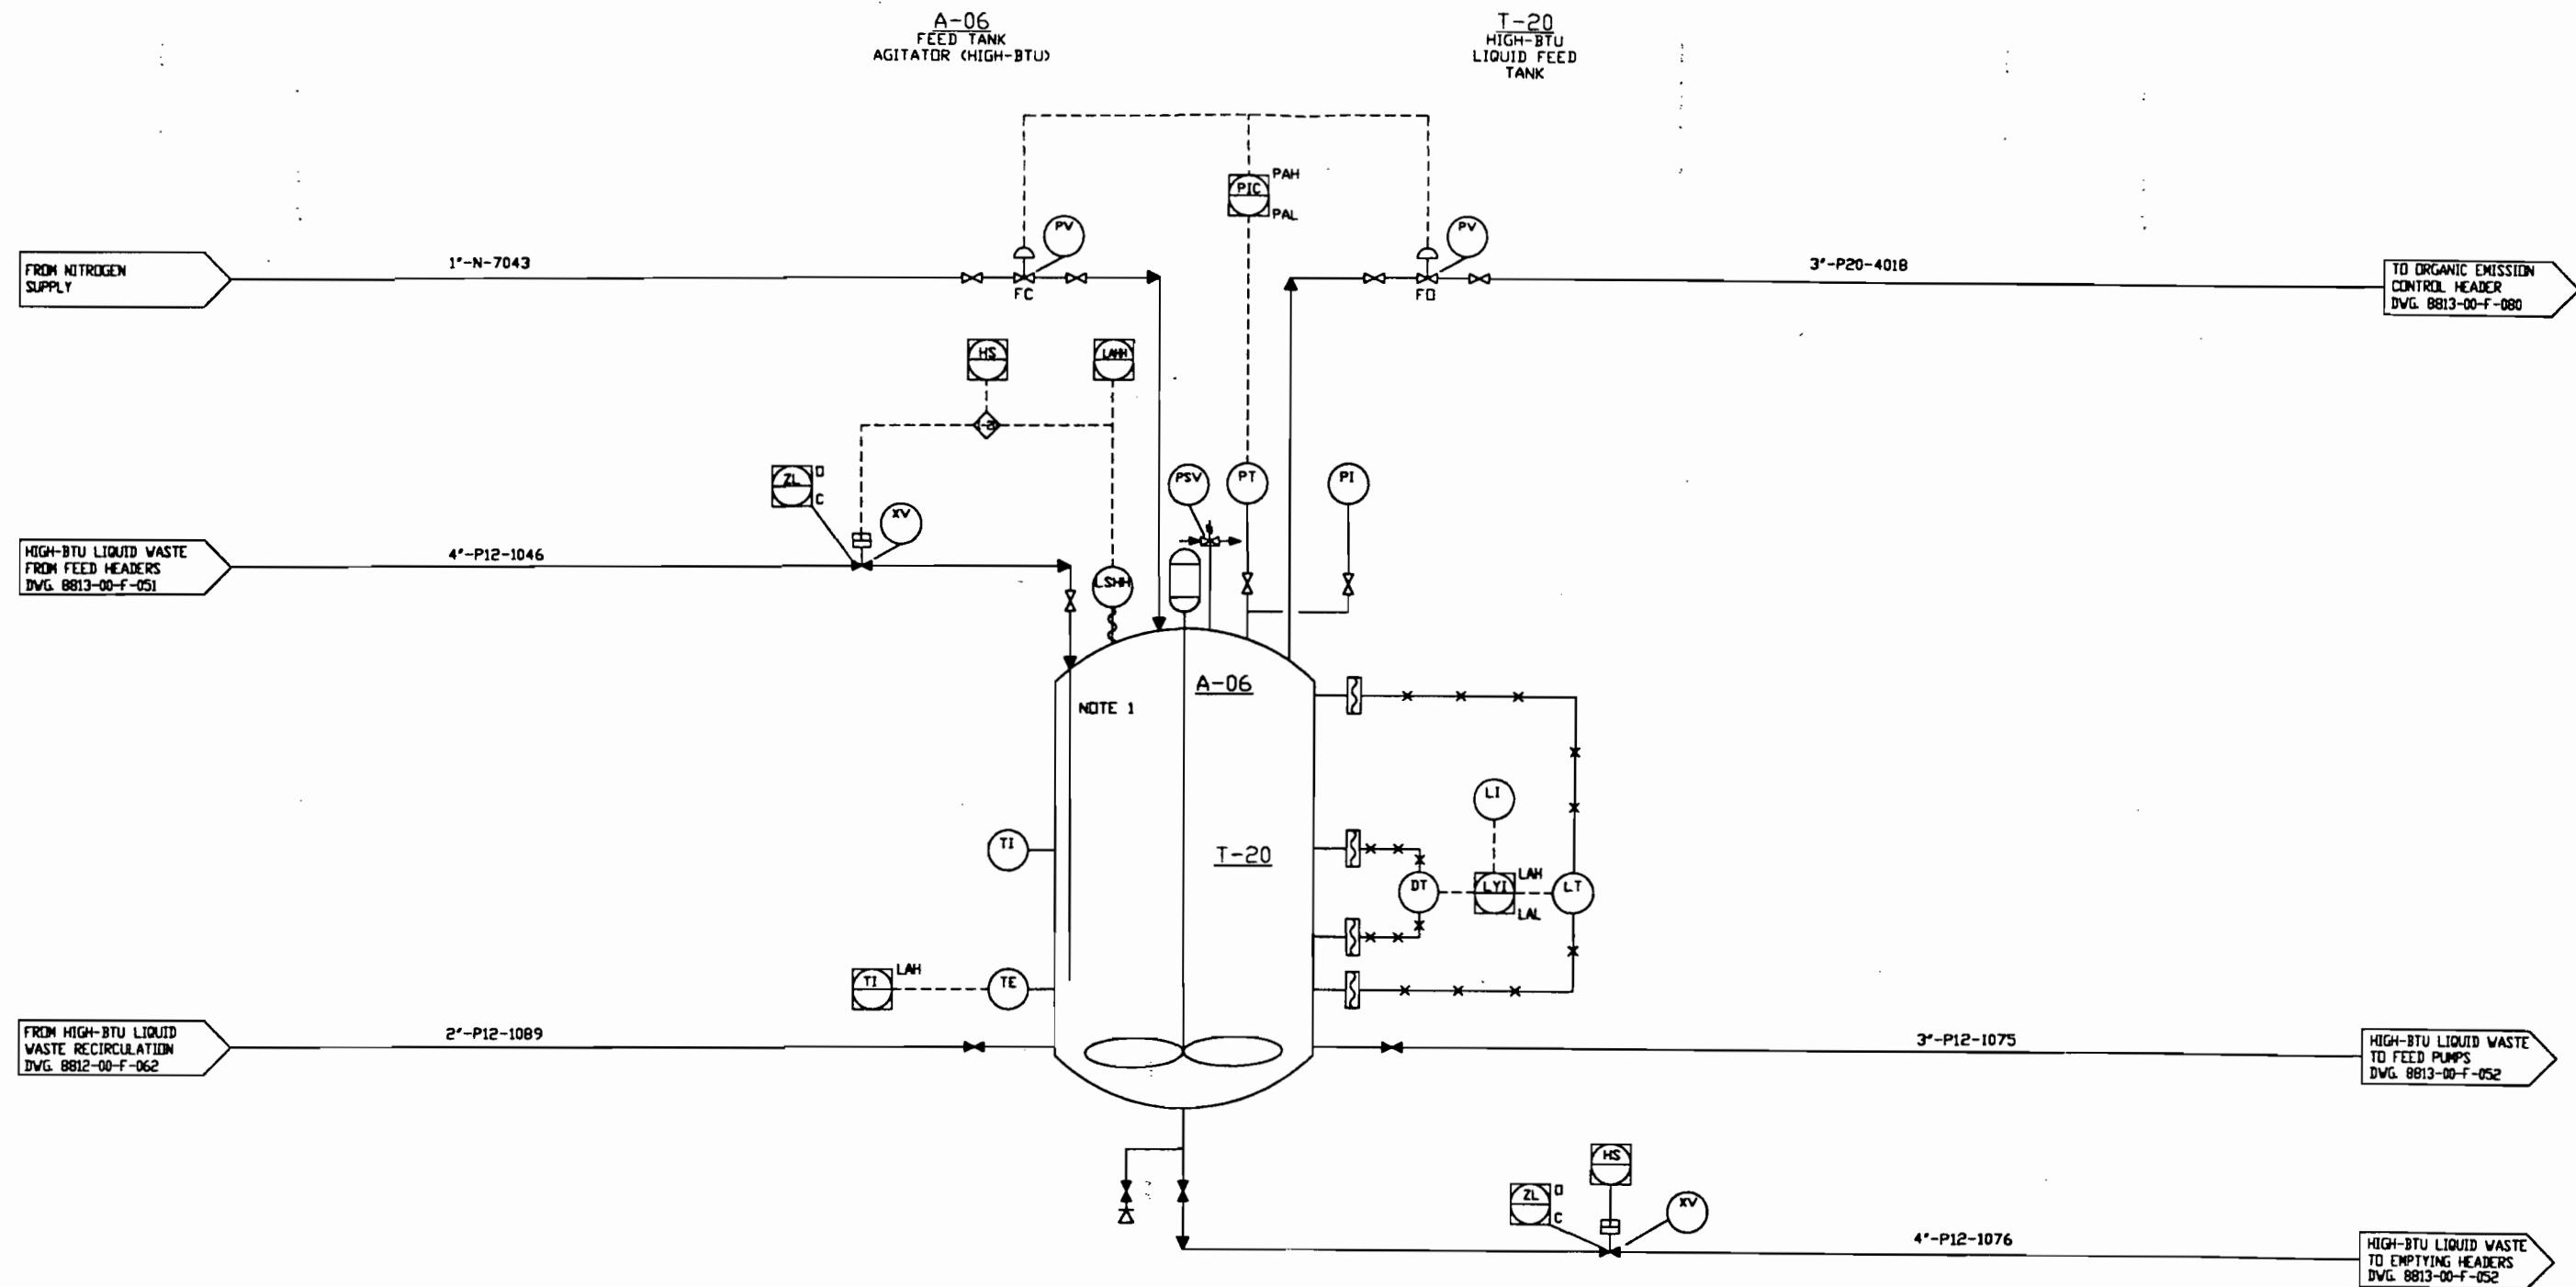 A-06
FEED TANK
AGITATOR (HIGH-BTU)
T-20
HIGH-BTU
LIQUID FEED
TANK
PIC
PAH
PAL
PV
PV
FROM NITROGEN
SUPPLY
1"-N-7043
FC
FO
3"-P20-4018
TO ORGANIC EMISSION
CONTROL HEADER
DWG. 8813-00-F-080
HS
LAHH
ZL
O
C
XV
PSV
PT
PI
HIGH-BTU LIQUID WASTE
FROM FEED HEADERS
DWG. 8813-00-F-051
4"-P12-1046
LSHH
A-06
NOTE 1
LI
TI
T-20
DT
LYI
LAH
LAL
LT
TI
LAH
TE
FROM HIGH-BTU LIQUID
WASTE RECIRCULATION
DWG. 8812-00-F-062
2"-P12-1089
3"-P12-1075
HIGH-BTU LIQUID WASTE
TO FEED PUMPS
DWG. 8813-00-F-052
HS
ZL
O
C
XV
4"-P12-1076
HIGH-BTU LIQUID WASTE
TO EMPTYING HEADERS
DWG. 8813-00-F-052